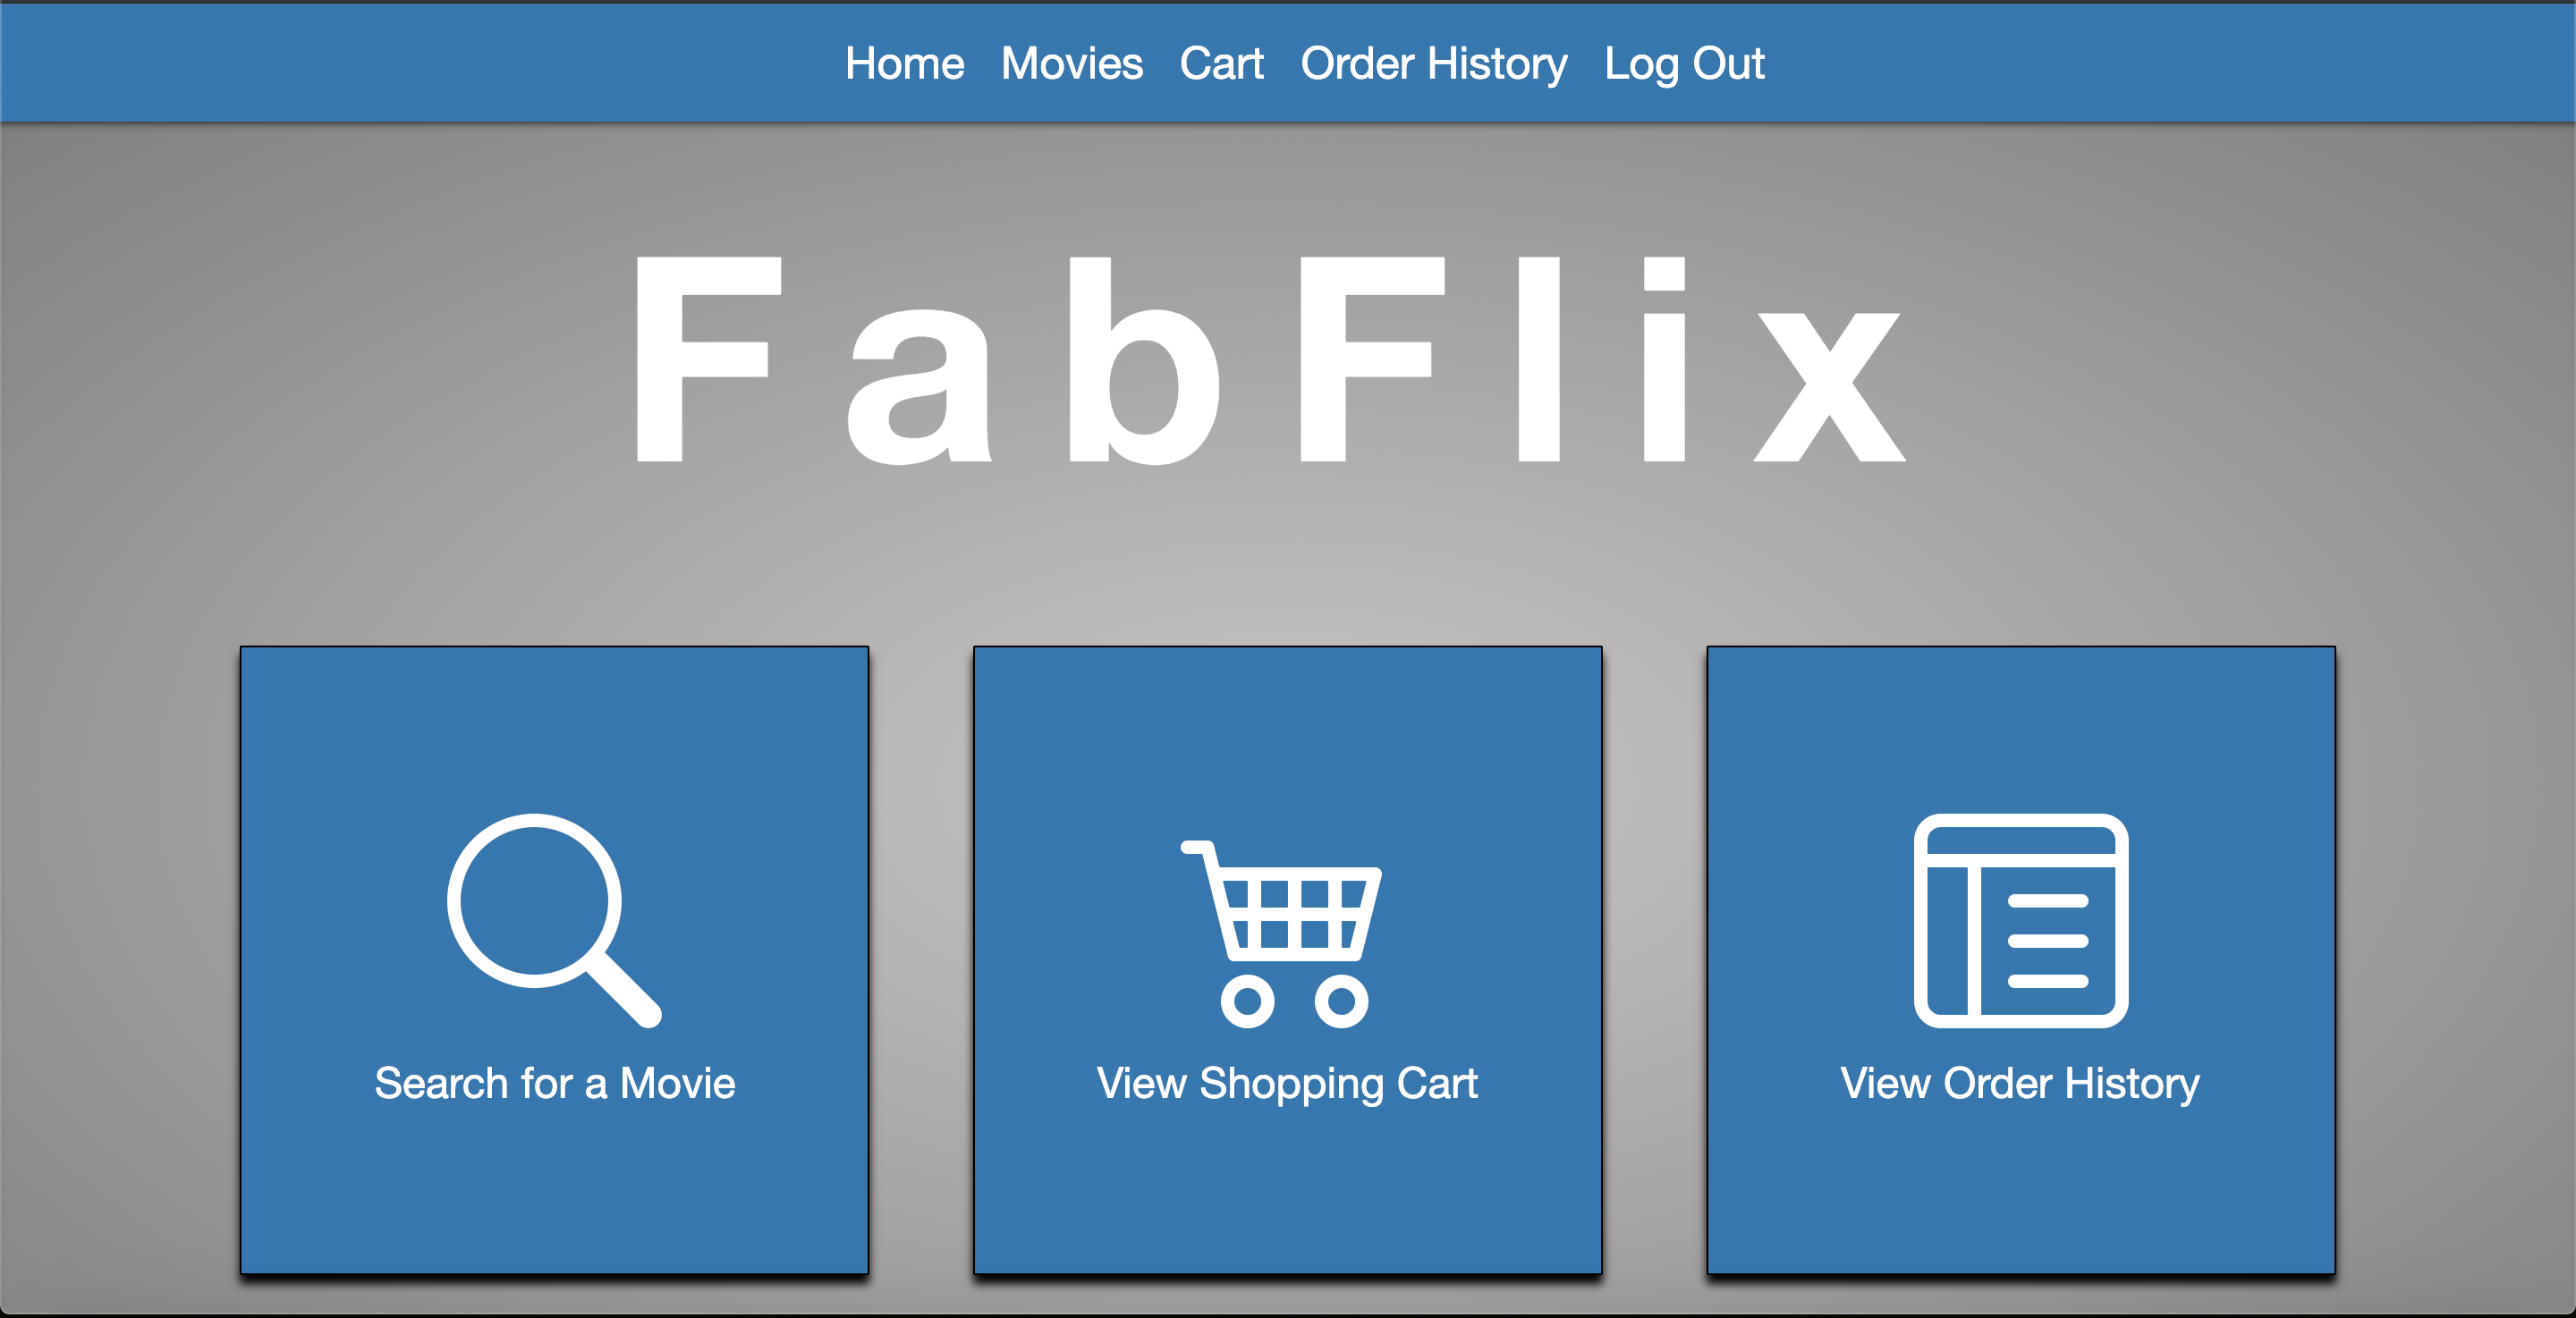 Home Movies Cart Order History Log Out
FabFlix
Search for a Movie
View Shopping Cart
View Order History